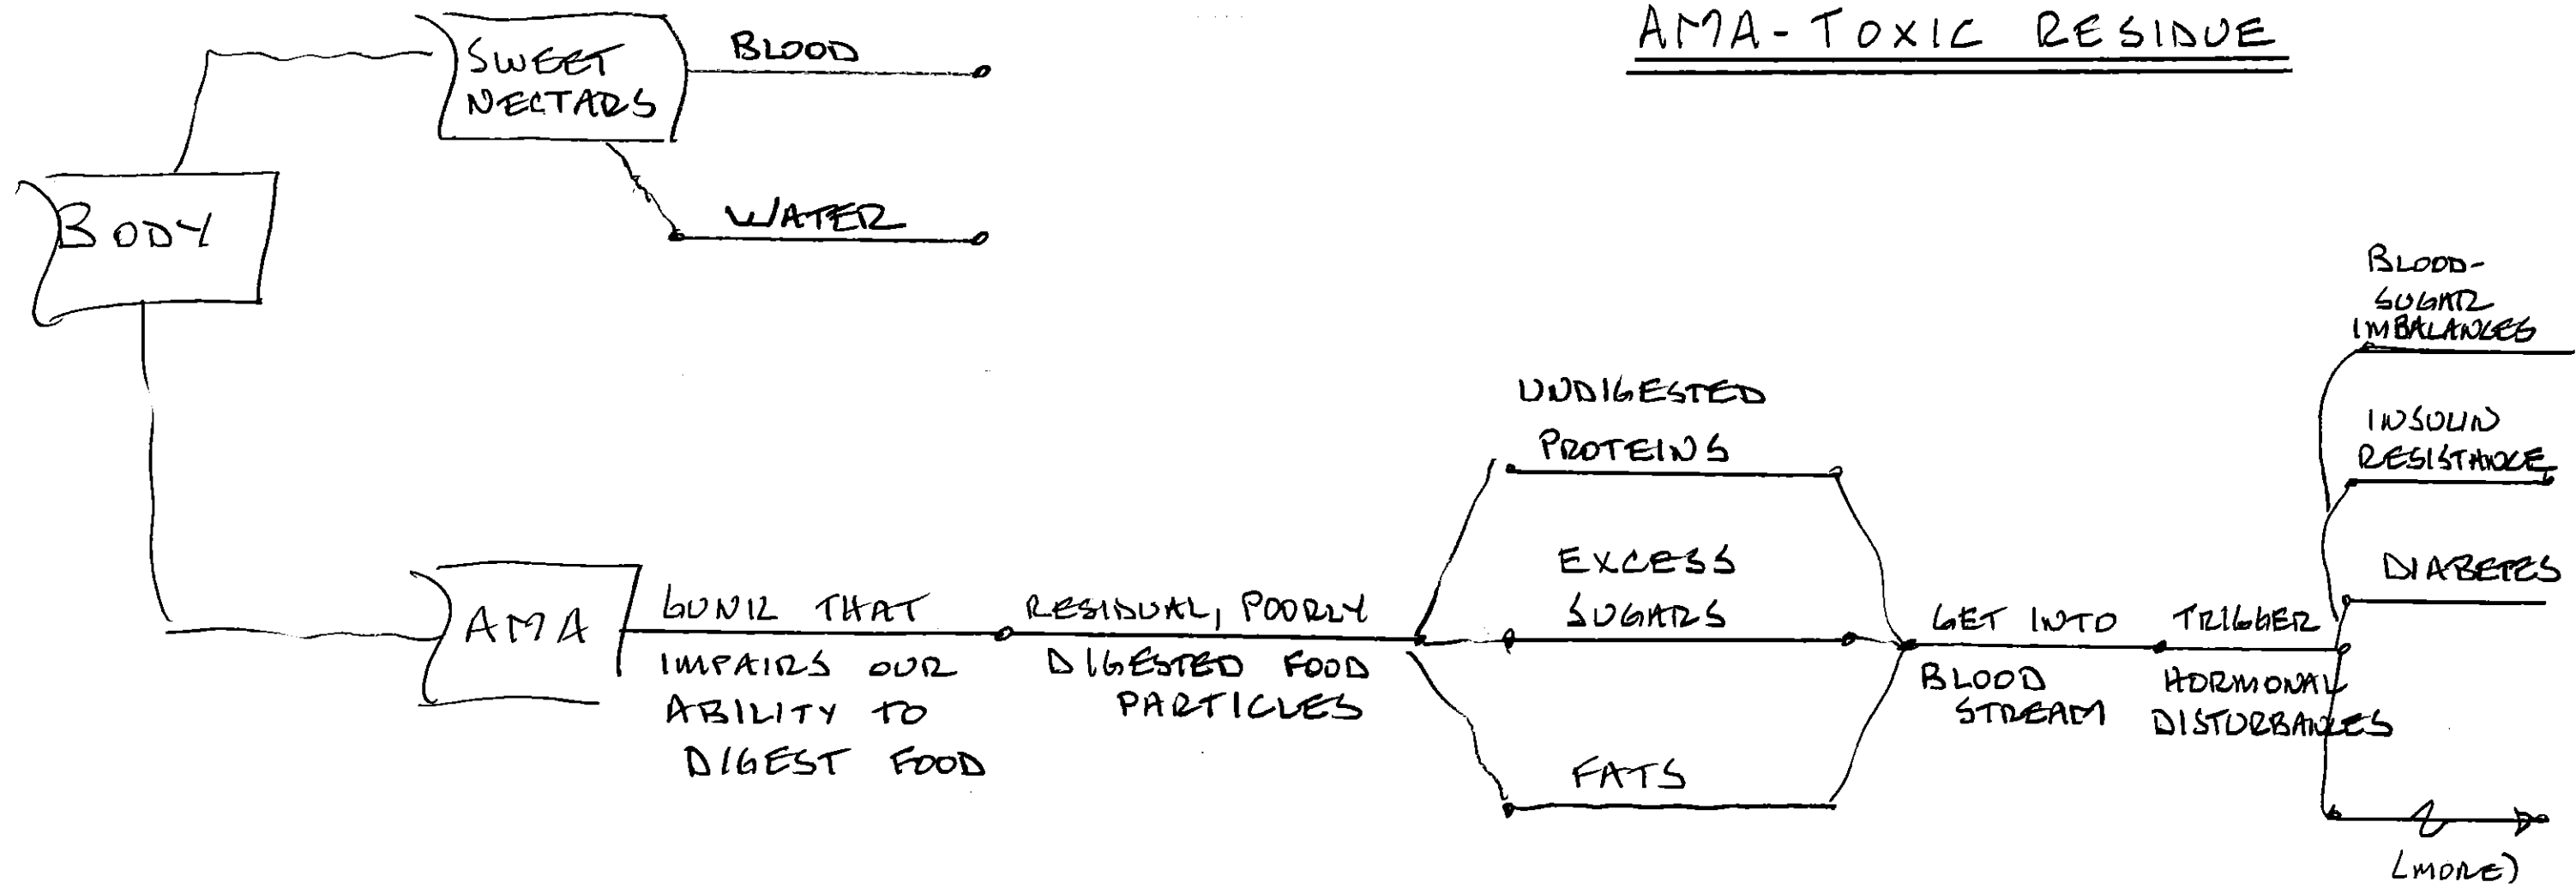 AMA-TOXIC RESIDUE
SWEET
NECTARS
BLOOD
WATER
BODY
AMA
GUNK THAT
IMPAIRS OUR
ABILITY TO
DIGEST FOOD
RESIDUAL, POORLY
DIGESTED FOOD
PARTICLES
UNDIGESTED
PROTEINS
EXCESS
SUGARS
FATS
GET INTO
BLOOD
STREAM
TRIGGER
HORMONAL
DISTURBANCES
BLOOD-
SUGAR
IMBALANCES
INSULIN
RESISTANCE
DIABETES
(MORE)